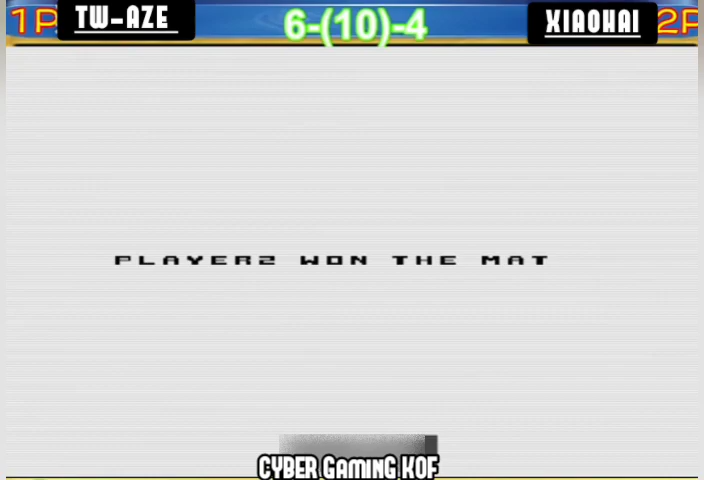 1P TW-AZE 6-(10)-4 XIAOHAI 2P
PLAYER2 WON THE MAT
CYBER GAMING KOF